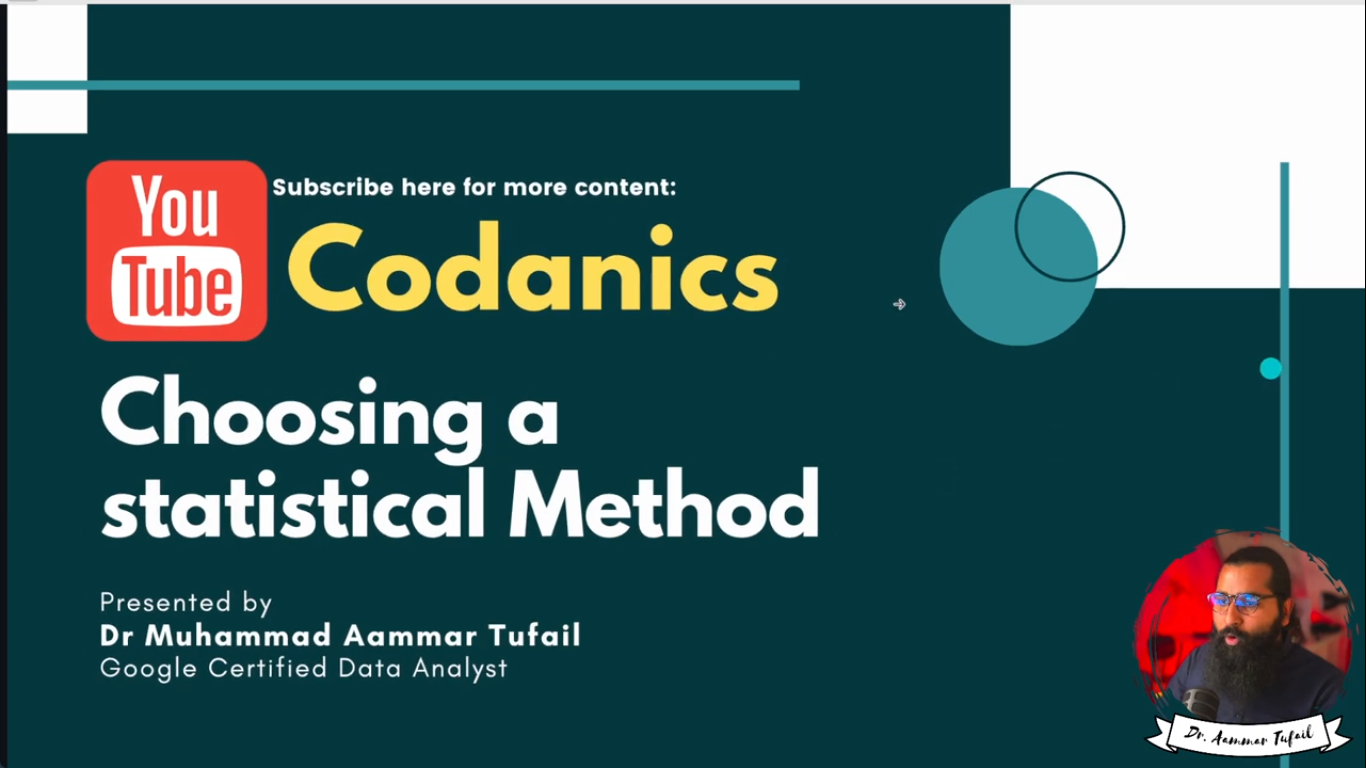 You
Tube
Subscribe here for more content:
Codanics
Choosing a
statistical Method
Presented by
Dr Muhammad Aammar Tufail
Google Certified Data Analyst
Dr. Aammar Tufail